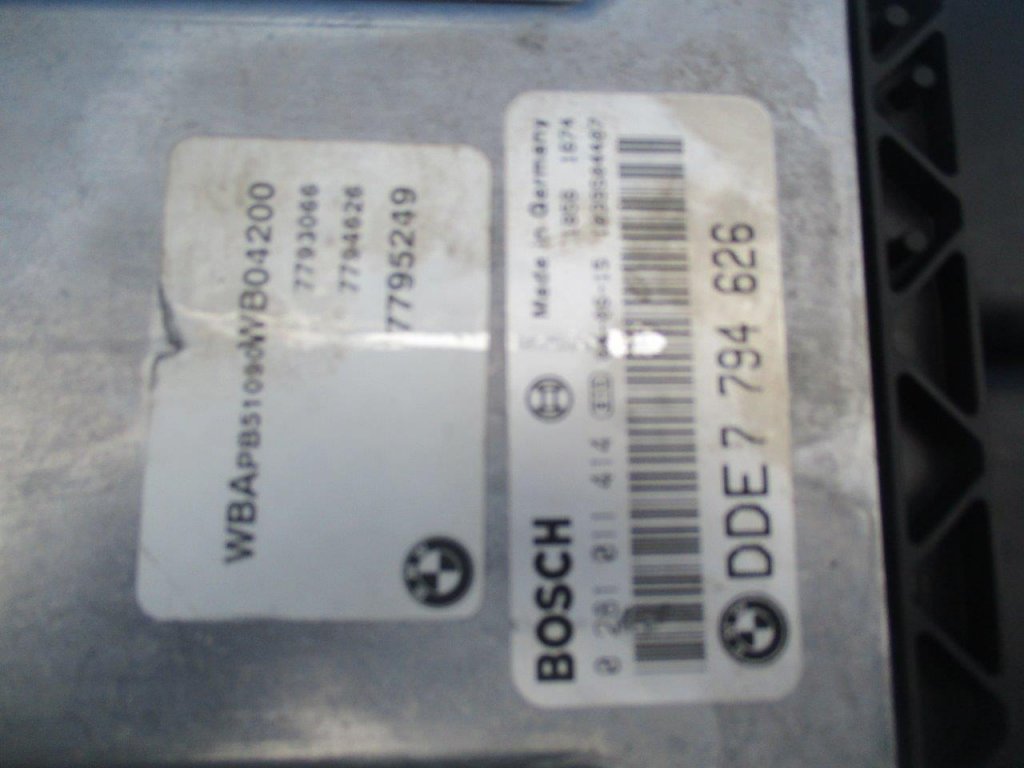 WBAPB51090WB04200
7793066
7794626
7795249
BOSCH Made in Germany
0 281 011 414
DDE 7 794 626